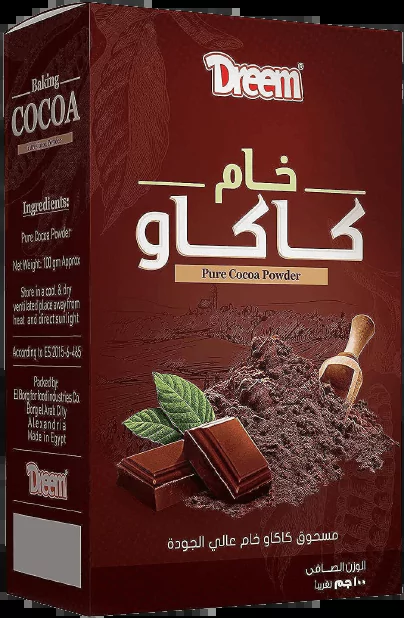 Dreem
خام
كاكاو
Pure Cocoa Powder
مسحوق كاكاو خام عالي الجودة
الوزن الصافى
١٠٠ جم تقريبا
Baking
COCOA
Ingredients:
Pure Cocoa Powder
Net Weight: 100 gm Approx
Store in a cool & dry
ventilated place away from
heat and direct sunlight
According to ES:2015-6-465
Packed by
El Borg for food industries Co.
Borg el Arab City
Alexandria
Made in Egypt
Dreem